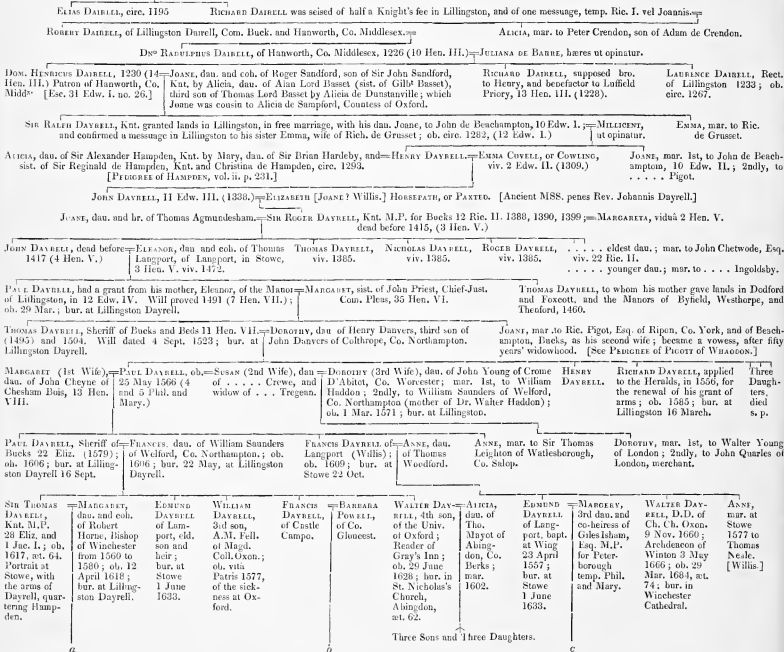 Elias Dairell, circ. 1195 Richard Dairell was seised of half a Knight's fee in Lillingston, and of one messuage, temp. Ric. I. vel Joannis.
Robert Dairell, of Lillingston Dairell, Com. Buck. and Hanworth, Co. Middlesex. Alicia, mar. to Peter Crendon, son of Adam de Crendon.
Dnº Radulphus Dairell, of Hanworth, Co. Middlesex, 1226 (10 Hen. III.)=Juliana de Barre, hæres ut opinatur.
Dom. Henricus Dairell, 1230 (14
Hen. III.) Patron of Hanworth, Co.
Middx. [Esc. 31 Edw. I. no. 26.]
Joane, dau. and coh. of Roger Sandford, son of Sir John Sandford,
Knt. by Alicia, dau. of Alan Lord Basset (sist. of Gilbt Basset),
third son of Thomas Lord Basset by Alicia de Dunstanville; which
Joane was cousin to Alicia de Sampford, Countess of Oxford.
Richard Dairell, supposed bro.
to Henry, and benefactor to Luffield
Priory, 13 Hen. III. (1228).
Laurence Dairell, Rect.
of Lillingston 1233; ob.
circ. 1267.
Sir Ralph Dayrell, Knt. granted lands in Lillingston, in free marriage, with his dau. Joane, to John de Beauchampton, 10 Edw. I.;=Millicent,
and confirmed a messuage in Lillingston to his sister Emma, wife of Rich. de Grusset; ob. circ. 1282, (12 Edw. I.) ut opinatur.
Emma, mar. to Ric.
de Grusset.
Alicia, dau. of Sir Alexander Hampden, Knt. by Mary, dau. of Sir Brian Hardeby, and
sist. of Sir Reginald de Hampden, Knt. and Christina de Hampden, circ. 1293.
[Pedigree of Hampden, vol. ii. p. 231.]
=Henry Dayrell.=Emma Covell, or Cowling,
viv. 2 Edw. II. (1309.)
Joane, mar. 1st, to John de Beach-
amptom, 10 Edw. II.; 2ndly, to
. . . . . Pigot.
John Dayrell, 11 Edw. III. (1338.)=Elizabeth [Joane? Willis.] Horsepath, or Paxted. [Ancient MSS. penes Rev. Johannis Dayrell.]
Joane, dau. and hr. of Thomas Agmundesham.=Sir Roger Dayrell, Knt. M.P. for Bucks 12 Ric. II. 1388, 1390, 1399;=Margareta, viduâ 2 Hen. V.
dead before 1415, (3 Hen. V.)
John Dayrell, dead before
1417 (4 Hen. V.)
=Eleanor, dau and coh. of Thomas
Langport, of Langport, in Stowe,
3 Hen. V. viv. 1472.
Thomas Dayrell,
viv. 1385.
Nicholas Dayrell,
viv. 1385.
Roger Dayrell,
viv. 1385.
. . . . . eldest dau.; mar. to John Chetwode, Esq.
viv. 22 Ric. II.
. . . . . younger dau.; mar. to . . . . Ingoldsby.
Paul Dayrell, had a grant from his mother, Eleanor, of the Manor
of Lillingston, in 12 Edw. IV. Will proved 1491 (7 Hen. VII.);
ob. 29 Mar.; bur. at Lillingston Dayrell.
=Margaret, sist. of John Priest, Chief-Just.
Com. Pleas, 35 Hen. VI.
Thomas Dayrell, to whom his mother gave lands in Dodford
and Foxcott, and the Manors of Byfield, Westhorpe, and
Thenford, 1460.
Thomas Dayrell, Sheriff of Bucks and Beds 11 Hen. VII.
(1495) and 1504. Will dated 4 Sept. 1523; bur. at
Lillingston Dayrell.
=Dorothy, dau of Henry Danvers, third son of
John Danvers of Colthrope, Co. Northampton.
Joane, mar. to Ric. Pigot, Esq. of Ripon, Co. York, and of Beach-
ampton, Bucks, as his second wife; became a vowess, after fifty
years' widowhood. [See Pedigree of Picott of Whaddon.]
Margaret (1st Wife),
dau. of John Cheyne of
Chesham Bois, 13 Hen.
VIII.
=Paul Dayrell, ob.
25 May 1566 (4
and 5 Phil. and
Mary.)
=Susan (2nd Wife), dau
of . . . . . Crewe, and
widow of . . . Tregean.
=Dorothy (3rd Wife), dau. of John Young of Crome
D'Abitot, Co. Worcester; mar. 1st, to William
Haddon; 2ndly, to William Saunders of Welford,
Co. Northampton (mother of Dr. Walter Haddon);
ob. 1 Mar. 1571; bur. at Lillingston.
Henry
Dayrell.
Richard Dayrell, applied
to the Heralds, in 1556, for
the renewal of his grant of
arms; ob. 1585; bur. at
Lillingston 16 March.
Three
Daugh-
ters,
died
s. p.
Paul Dayrell, Sheriff of
Bucks 22 Eliz. (1579);
ob. 1606; bur. at Lilling-
ston Dayrell 16 Sept.
=Frances, dau. of William Saunders
of Welford, Co. Northampton.; ob.
1606; bur. 22 May, at Lillingston
Dayrell.
Francis Dayrell of
Langport (Willis);
ob. 1609; bur. at
Stowe 22 Oct.
=Anne, dau.
of Thomas
Woodford.
Anne, mar. to Sir Thomas
Leighton of Watlesborough,
Co. Salop.
Dorothy, mar. 1st, to Walter Young
of London; 2ndly, to John Quarles of
London, merchant.
Sir Thomas
Dayrell,
Knt. M.P.
28 Eliz. and
1 Jac. I.; ob.
1617, æt. 64.
Portrait at
Stowe, with
the arms of
Dayrell, quar-
tering Hamp-
den.
=Margaret,
dau. and coh.
of Robert
Horne, Bishop
of Winchester
from 1560 to
1580; ob. 12
April 1618;
bur. at Lilling-
ston Dayrell.
Edmund
Dayrell
of Lam-
port, eld.
son and
heir;
bur. at
Stowe
1 June
1633.
William
Dayrell,
3rd son,
A.M. Fell.
of Magd.
Coll. Oxon.;
ob. vitâ
Patris 1577,
of the sick-
ness at Ox-
ford.
Francis
Dayrell,
of Castle
Campo.
=Barbara
Powell,
of Co.
Gloucest.
Walter Day-
rell, 4th son,
of the Univ.
of Oxford;
Reader of
Gray's Inn;
ob. 29 June
1628; bur. in
St. Nicholas's
Church,
Abingdon,
æt. 62.
=Alicia,
dau. of
Tho.
Mayot of
Abing-
don, Co.
Berks;
mar.
1602.
Three Sons and Three Daughters.
Edmund
Dayrell
of Lang-
port, bapt.
at Wing
23 April
1557;
bur. at
Stowe
1 June
1633.
=Margery,
3rd dau. and
co-heiress of
Giles Isham,
Esq. M.P.
for Peter-
borough
temp. Phil.
and Mary.
Walter Day-
rell, D.D. of
Ch. Ch. Oxon.
9 Nov. 1660;
Archdeacon of
Winton 3 May
1666; ob. 29
Mar. 1684, æt.
74; bur. in
Winchester
Cathedral.
Anne,
mar. at
Stowe
1577 to
Thomas
Neale.
[Willis.]
a b c